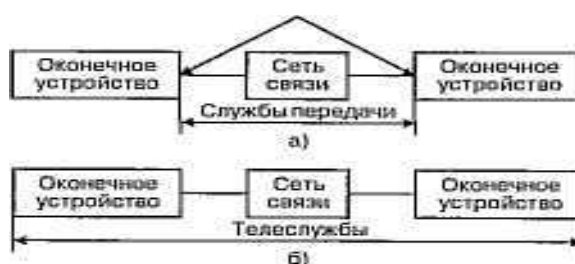 Оконечное
устройство
Сеть
связи
Оконечное
устройство
Службы передачи
а)
Оконечное
устройство
Сеть
связи
Оконечное
устройство
Телеслужбы
б)